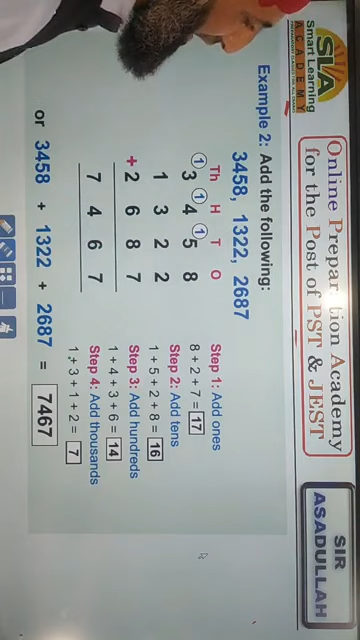 SLA
Smart Learning
ACADEMY
Online Preparation Academy
for the Post of PST & JEST
SIR
ASADULLAH
Example 2: Add the following:
3458, 1322, 2687
Th H T O
1 1 1
3 4 5 8
1 3 2 2
+ 2 6 8 7
7 4 6 7
Step 1: Add ones
8 + 2 + 7 = 17
Step 2: Add tens
1 + 5 + 2 + 8 = 16
Step 3: Add hundreds
1 + 4 + 3 + 6 = 14
Step 4: Add thousands
1 + 3 + 1 + 2 = 7
or 3458 + 1322 + 2687 = 7467